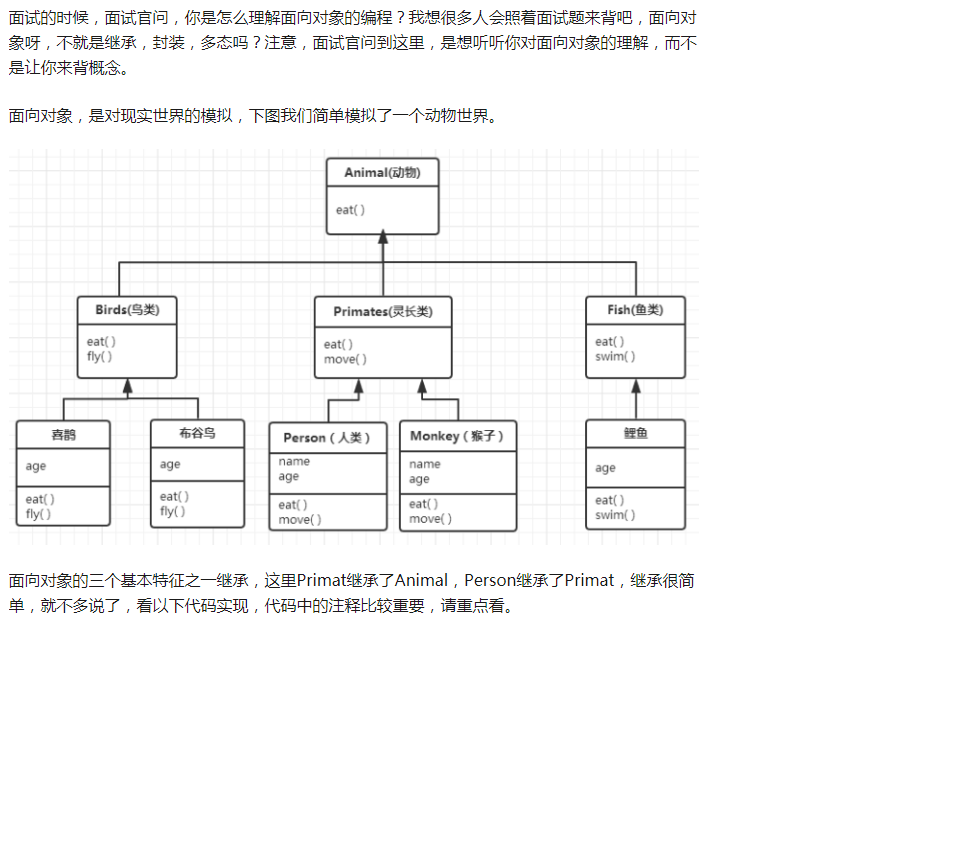 面试的时候，面试官问，你是怎么理解面向对象的编程？我想很多人会照着面试题来背吧，面向对
象呀，不就是继承，封装，多态吗？注意，面试官问到这里，是想听听你对面向对象的理解，而不
是让你来背概念。
面向对象，是对现实世界的模拟，下图我们简单模拟了一个动物世界。
Animal(动物)
eat( )
Birds(鸟类)
eat( )
fly( )
Primates(灵长类)
eat( )
move( )
Fish(鱼类)
eat( )
swim( )
喜鹊
age
eat( )
fly( )
布谷鸟
age
eat( )
fly( )
Person（人类）
name
age
eat( )
move( )
Monkey（猴子）
name
age
eat( )
move( )
鲤鱼
age
eat( )
swim( )
面向对象的三个基本特征之一继承，这里Primat继承了Animal，Person继承了Primat，继承很简
单，就不多说了，看以下代码实现，代码中的注释比较重要，请重点看。